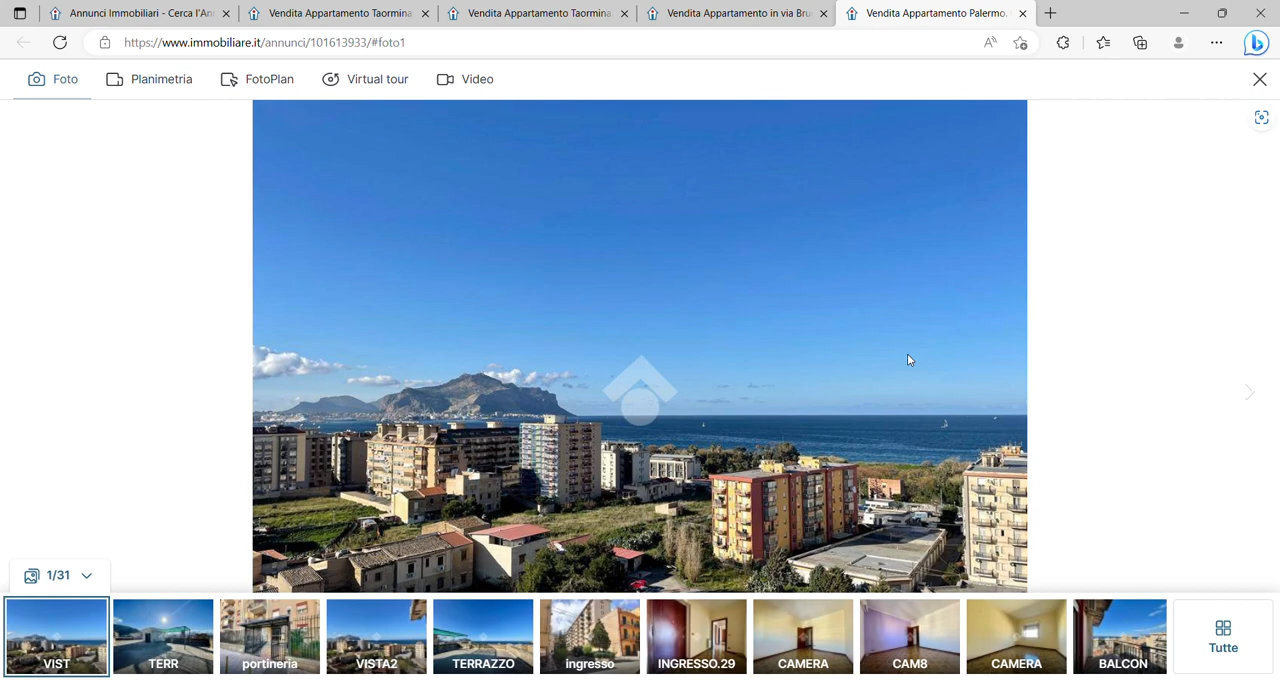 Annunci Immobiliari - Cerca l'Ann
Vendita Appartamento Taormina
Vendita Appartamento Taormina
Vendita Appartamento in via Bru
Vendita Appartamento Palermo.
https://www.immobiliare.it/annunci/101613933/#foto1
Foto
Planimetria
FotoPlan
Virtual tour
Video
1/31
VIST
TERR
portineria
VISTA2
TERRAZZO
ingresso
INGRESSO.29
CAMERA
CAM8
CAMERA
BALCON
Tutte